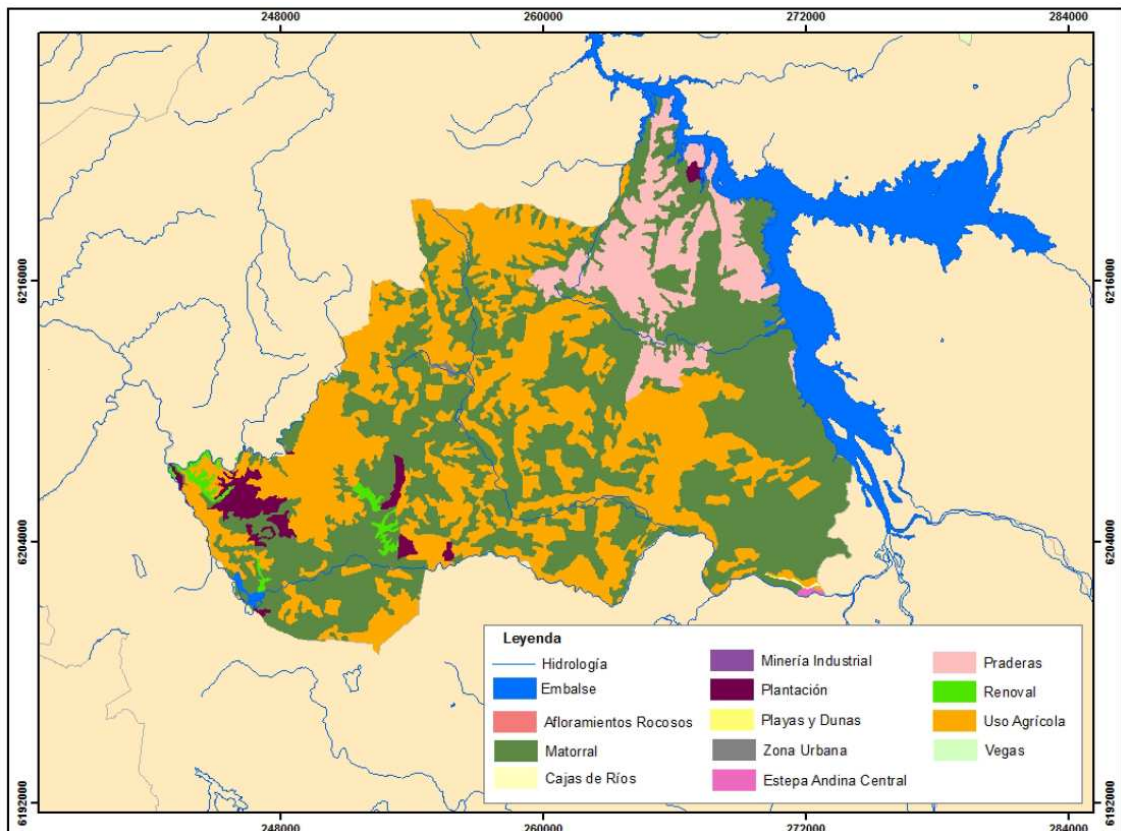 248000 260000 272000 284000
6216000 6216000
6204000 6204000
Leyenda
Hidrología
Embalse
Afloramientos Rocosos
Matorral
Cajas de Ríos
Minería Industrial
Plantación
Playas y Dunas
Zona Urbana
Estepa Andina Central
Praderas
Renoval
Uso Agrícola
Vegas
6192000 6192000
248000 260000 272000 284000